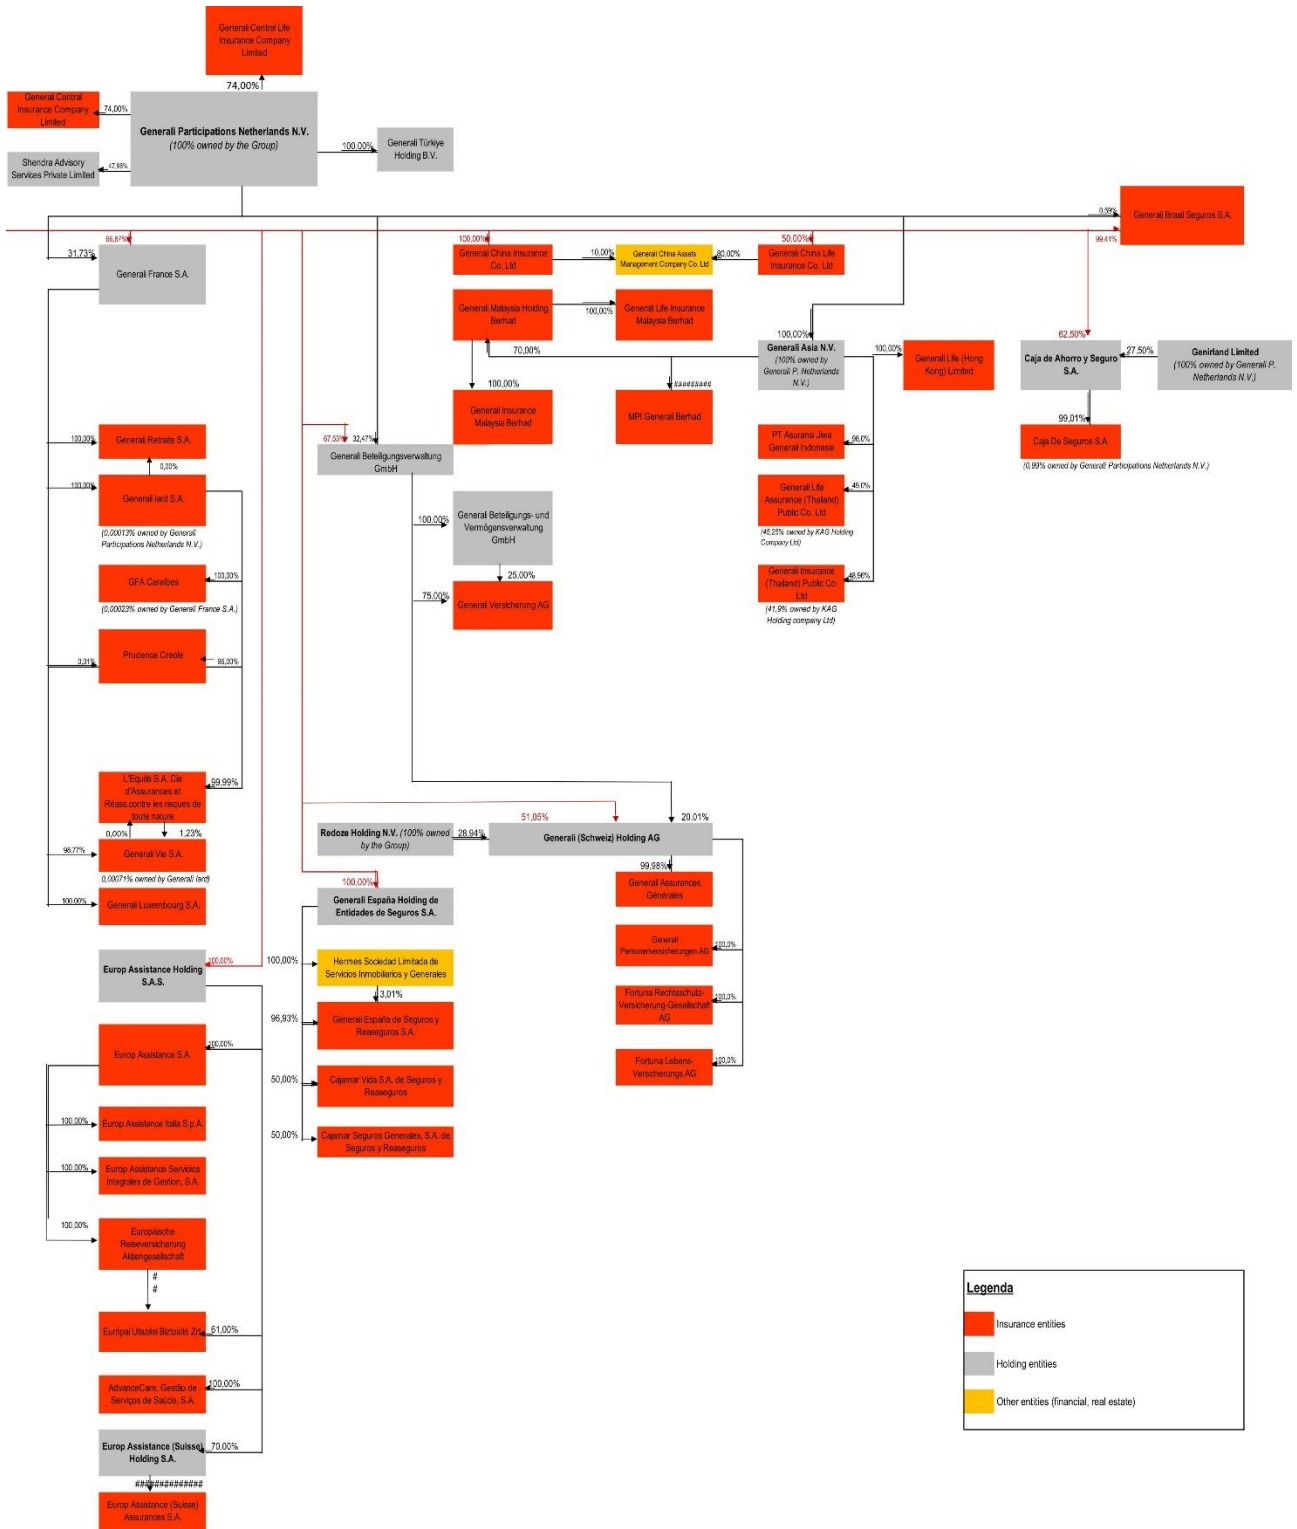 Generali Central Life
Insurance Company
Limited
74,00%
Generali Central
Insurance Company
Limited
74,00%
Generali Participations Netherlands N.V.
(100% owned by the Group)
100,00%
Generali Türkiye
Holding B.V.
Shendra Advisory
Services Private Limited
47,98%
0,59%
Generali Brasil Seguros S.A.
99,41%
66,87%
31,73%
Generali France S.A.
100,00%
Generali China Insurance
Co. Ltd
10,00%
Generali China Assets
Management Company Co. Ltd
80,00%
50,00%
Generali China Life
Insurance Co. Ltd
Generali Malaysia Holding
Berhad
100,00%
Generali Life Insurance
Malaysia Berhad
70,00%
100,00%
Generali Asia N.V.
(100% owned by
Generali P. Netherlands
N.V.)
100,00%
Generali Life (Hong
Kong) Limited
62,50%
Caja de Ahorro y Seguro
S.A.
27,50%
Genirland Limited
(100% owned by Generali P.
Netherlands N.V.)
100,00%
Generali Insurance
Malaysia Berhad
#########
MPI Generali Berhad
99,01%
Caja De Seguros S.A.
(0,99% owned by Generali Participations Netherlands N.V.)
PT Asuransi Jiwa
Generali Indonesia
98,0%
Generali Life
Assurance (Thailand)
Public Co. Ltd
49,0%
(45,25% owned by KAG Holding
Company Ltd)
Generali Insurance
(Thailand) Public Co.
Ltd
48,96%
(41,9% owned by KAG
Holding company Ltd)
67,53%
32,47%
Generali Beteiligungsverwaltung
GmbH
100,00%
Generali Beteiligungs- und
Vermögensverwaltung
GmbH
25,00%
75,00%
Generali Versicherung AG
100,00%
Generali Retraite S.A.
0,00%
100,00%
Generali Iard S.A.
(0,00013% owned by Generali
Participations Netherlands N.V.)
GFA Caraïbes
100,00%
(0,00023% owned by Generali France S.A.)
0,01%
Prudence Creole
95,30%
L'Equité S.A. Cie
d'Assurances et
Réass.contre les risques de
toute nature
99,99%
0,00%
1,23%
98,77%
Generali Vie S.A.
0,00071% owned by Generali Iard)
100,00%
Generali Luxembourg S.A.
51,05%
20,01%
Redoze Holding N.V. (100% owned
by the Group)
28,94%
Generali (Schweiz) Holding AG
99,98%
Generali Assurances
Générales
Generali
Personenversicherungen AG
100,0%
Fortuna Rechtsschutz-
Versicherung-Gesellschaft
AG
100,0%
Fortuna Lebens-
Versicherungs AG
100,0%
100,00%
Generali España Holding de
Entidades de Seguros S.A.
100,00%
Hermes Sociedad Limitada de
Servicios Inmobiliarios y Generales
3,01%
96,93%
Generali España de Seguros y
Reaseguros S.A.
50,00%
Cajamar Vida S.A. de Seguros y
Reaseguros
50,00%
Cajamar Seguros Generales, S.A. de
Seguros y Reaseguros
Europ Assistance Holding
S.A.S.
100,00%
Europ Assistance S.A.
100,00%
100,00%
Europ Assistance Italia S.p.A.
100,00%
Europ Assistance Servicios
Integrales de Gestion, S.A.
100,00%
Europäische
Reiseversicherung
Aktiengesellschaft
#
#
Európai Utazási Biztosító Zrt
61,00%
AdvanceCare, Gestão de
Serviços de Saúde, S.A.
100,00%
Europ Assistance (Suisse)
Holding S.A.
70,00%
##############
Europ Assistance (Suisse)
Assurances S.A.
Legenda
Insurance entities
Holding entities
Other entities (financial, real estate)